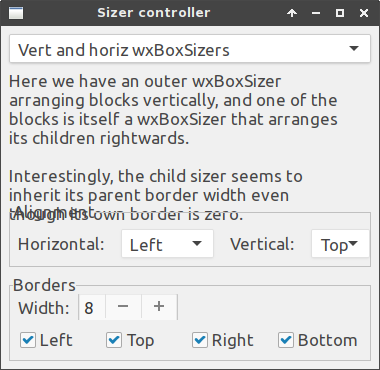 Sizer controller
Vert and horiz wxBoxSizers
Here we have an outer wxBoxSizer
arranging blocks vertically, and one of the
blocks is itself a wxBoxSizer that arranges
its children rightwards.
Interestingly, the child sizer seems to
inherit its parent border width even
though its own border is zero.
Alignment
Horizontal: Left Vertical: Top
Borders
Width: 8 − +
Left Top Right Bottom